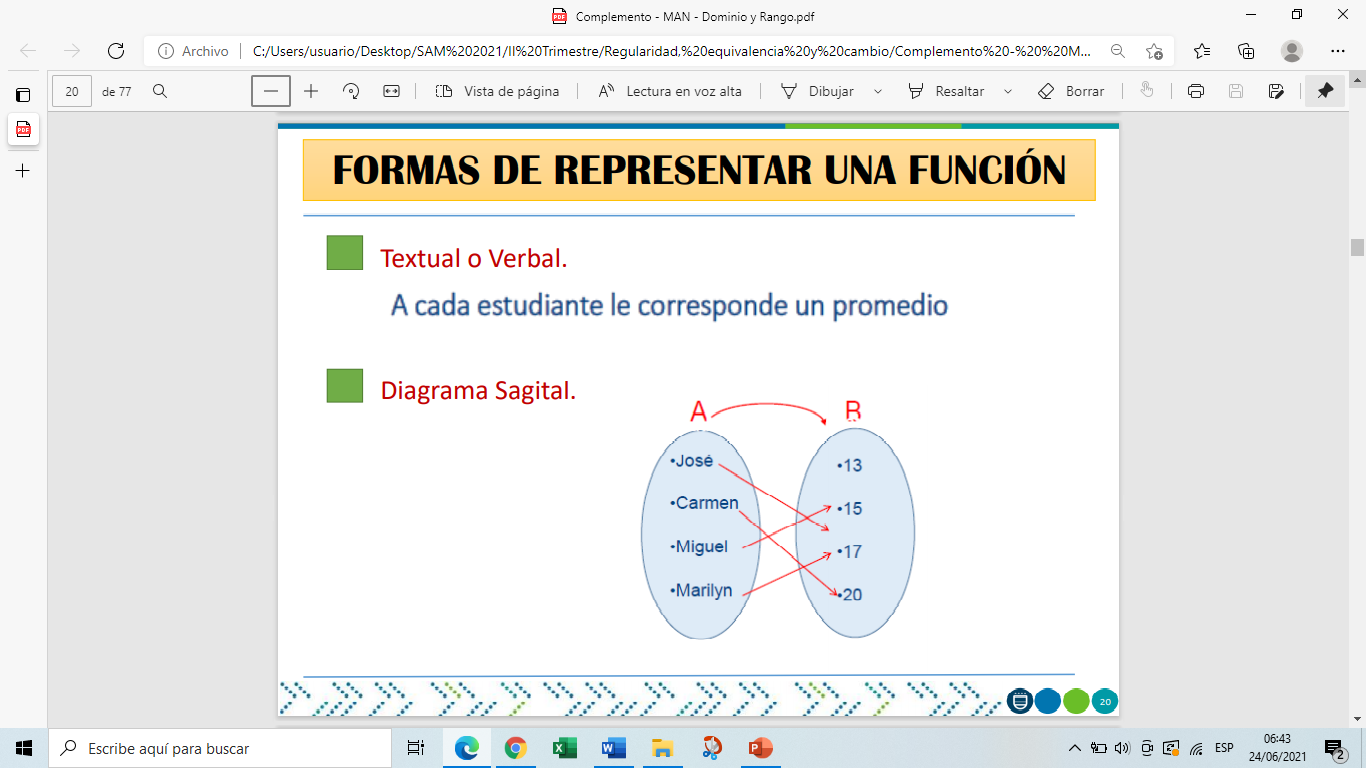 Complemento - MAN - Dominio y Rango.pdf
Archivo
C:/Users/usuario/Desktop/SAM%202021/II%20Trimestre/Regularidad,%20equivalencia%20y%20cambio/Complemento%20-%20%20M...
20 de 77
Vista de página
Lectura en voz alta
Dibujar
Resaltar
Borrar
FORMAS DE REPRESENTAR UNA FUNCIÓN
Textual o Verbal.
A cada estudiante le corresponde un promedio
Diagrama Sagital.
A B
•José •13
•Carmen •15
•Miguel •17
•Marilyn •20
20
Escribe aquí para buscar
ESP
06:43
24/06/2021
2